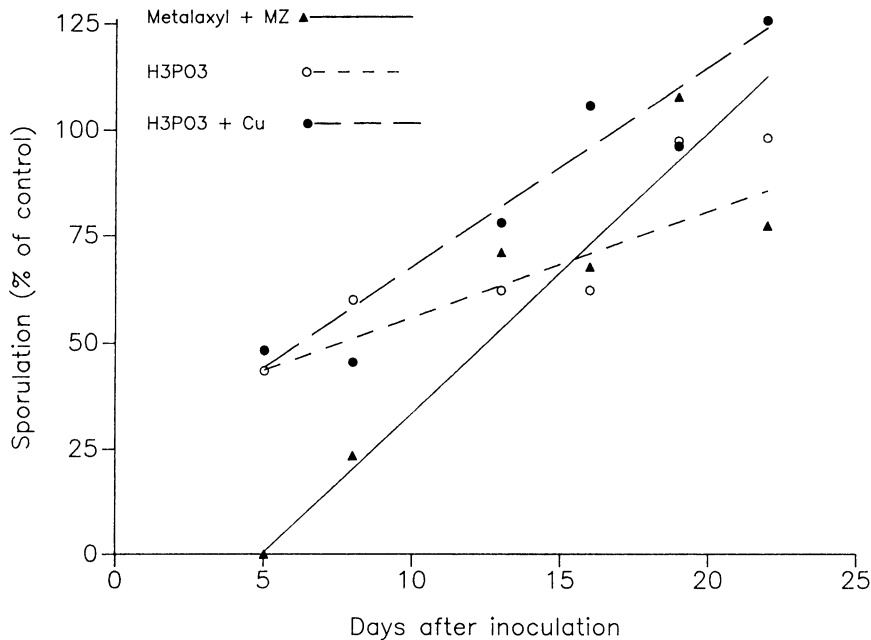 Metalaxyl + MZ
H3PO3
H3PO3 + Cu
Sporulation (% of control)
125
100
75
50
25
0
0 5 10 15 20 25
Days after inoculation